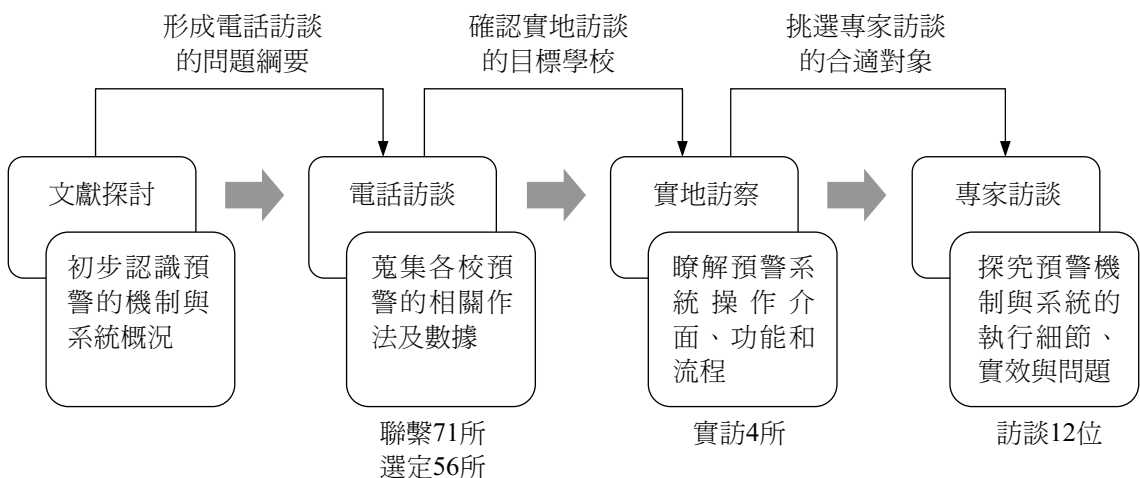 形成電話訪談
的問題綱要
確認實地訪談
的目標學校
挑選專家訪談
的合適對象
文獻探討
電話訪談
實地訪察
專家訪談
初步認識預
警的機制與
系統概況
蒐集各校預
警的相關作
法及數據
瞭解預警系
統操作介
面、功能和
流程
探究預警機
制與系統的
執行細節、
實效與問題
聯繫71所
選定56所
實訪4所
訪談12位